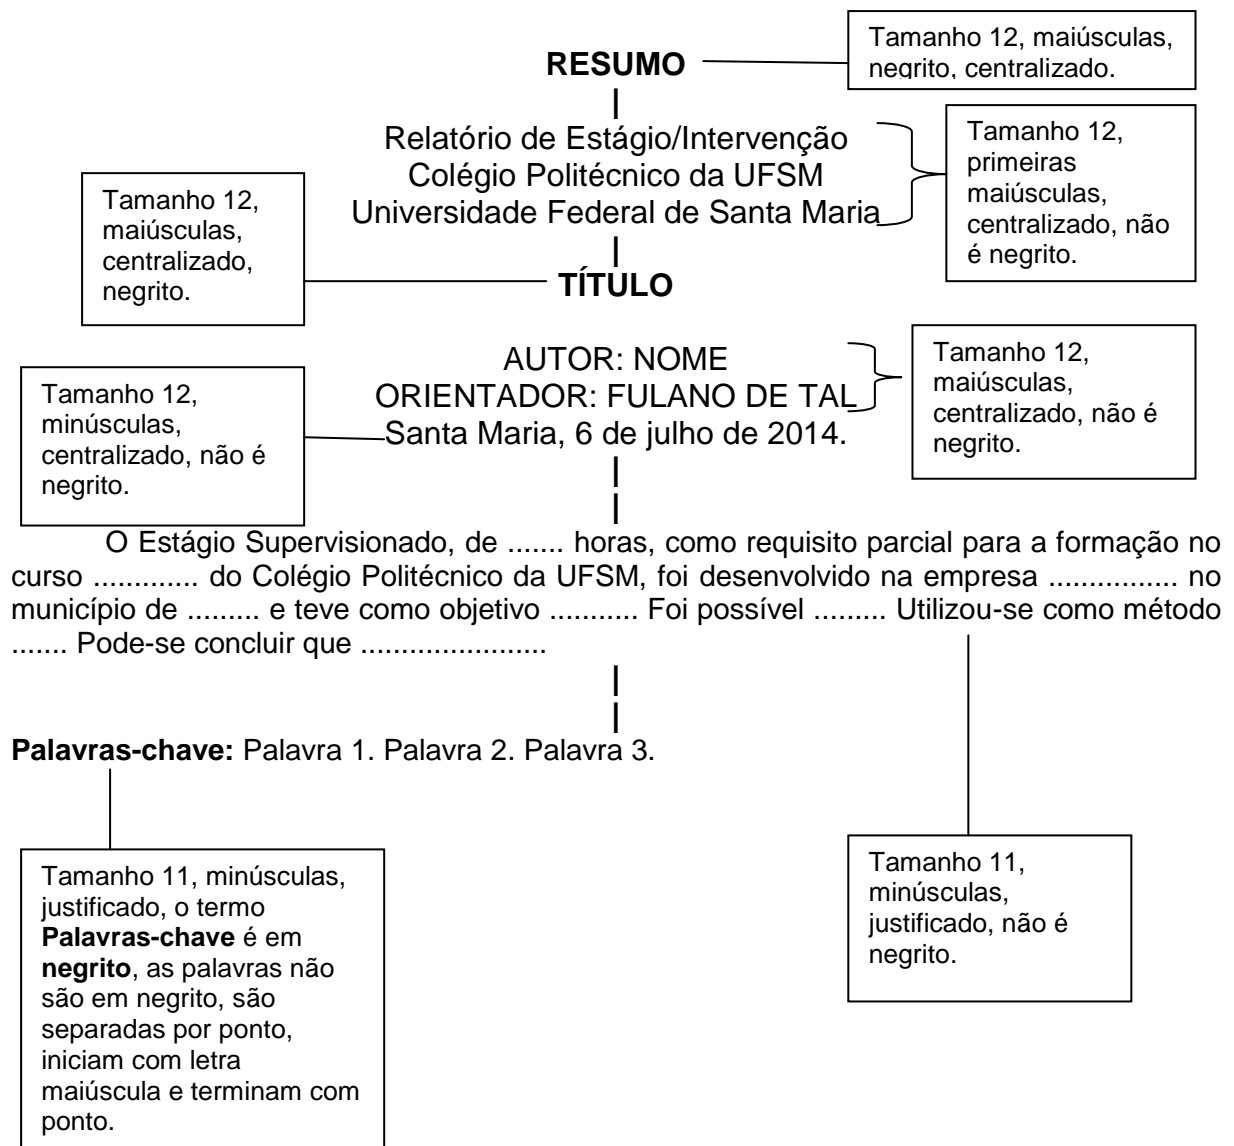 RESUMO
Tamanho 12, maiúsculas,
negrito, centralizado.
Relatório de Estágio/Intervenção
Colégio Politécnico da UFSM
Universidade Federal de Santa Maria
Tamanho 12,
primeiras
maiúsculas,
centralizado, não
é negrito.
Tamanho 12,
maiúsculas,
centralizado,
negrito.
TÍTULO
AUTOR: NOME
ORIENTADOR: FULANO DE TAL
Santa Maria, 6 de julho de 2014.
Tamanho 12,
maiúsculas,
centralizado, não é
negrito.
Tamanho 12,
minúsculas,
centralizado, não é
negrito.
O Estágio Supervisionado, de ....... horas, como requisito parcial para a formação no
curso ............. do Colégio Politécnico da UFSM, foi desenvolvido na empresa ................ no
município de ......... e teve como objetivo ........... Foi possível ......... Utilizou-se como método
....... Pode-se concluir que .......................
Palavras-chave: Palavra 1. Palavra 2. Palavra 3.
Tamanho 11, minúsculas,
justificado, o termo
Palavras-chave é em
negrito, as palavras não
são em negrito, são
separadas por ponto,
iniciam com letra
maiúscula e terminam com
ponto.
Tamanho 11,
minúsculas,
justificado, não é
negrito.